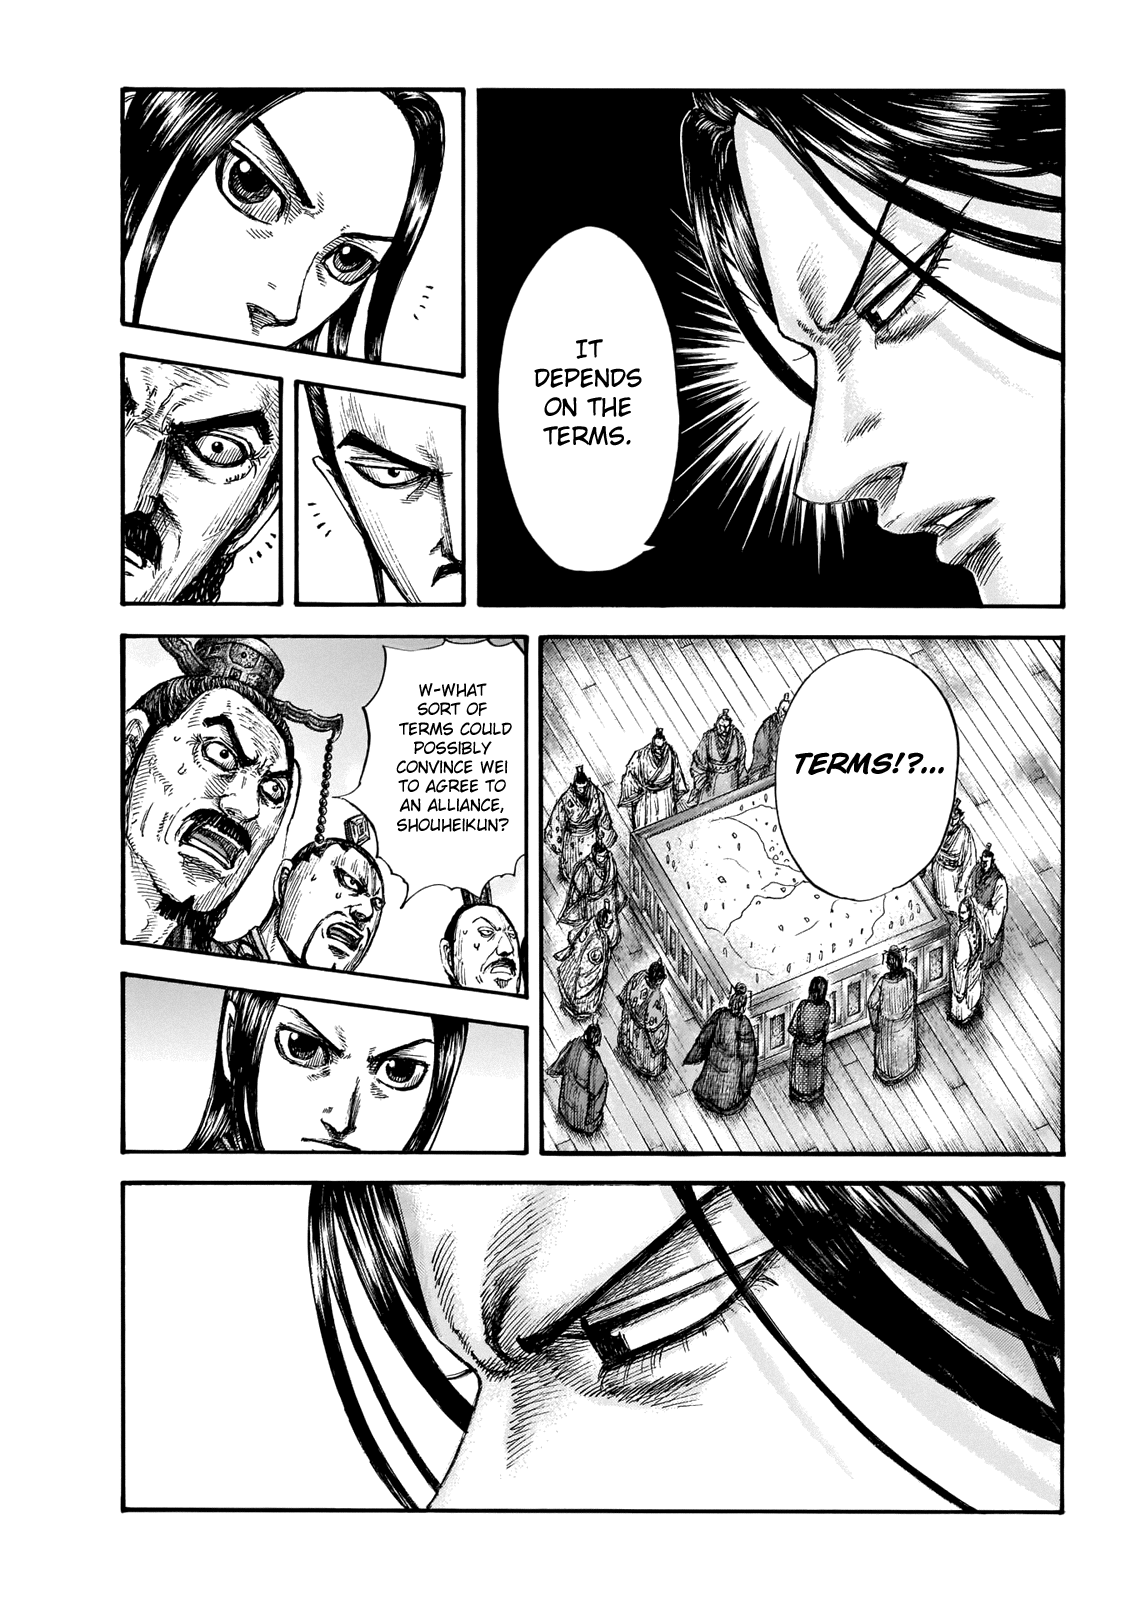 IT
DEPENDS
ON THE
TERMS.
TERMS!?...
W-WHAT
SORT OF
TERMS COULD
POSSIBLY
CONVINCE WEI
TO AGREE TO
AN ALLIANCE,
SHOUHEIKUN?